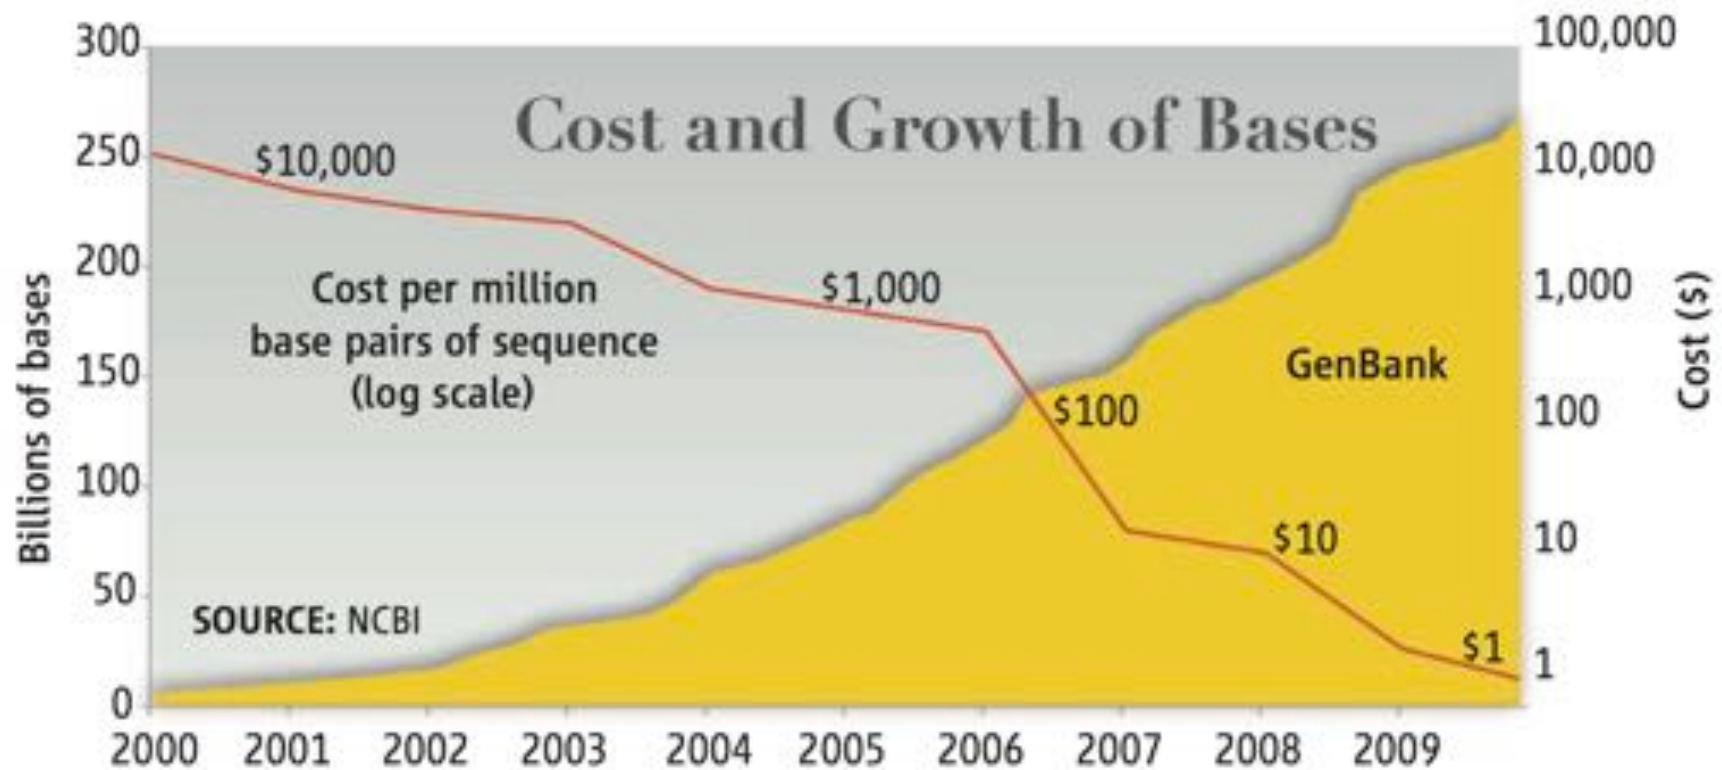 Cost and Growth of Bases
Billions of bases
300
250
200
150
100
50
0
100,000
10,000
1,000
100
10
1
Cost ($)
$10,000
$1,000
$100
$10
$1
Cost per million
base pairs of sequence
(log scale)
GenBank
SOURCE: NCBI
2000 2001 2002 2003 2004 2005 2006 2007 2008 2009